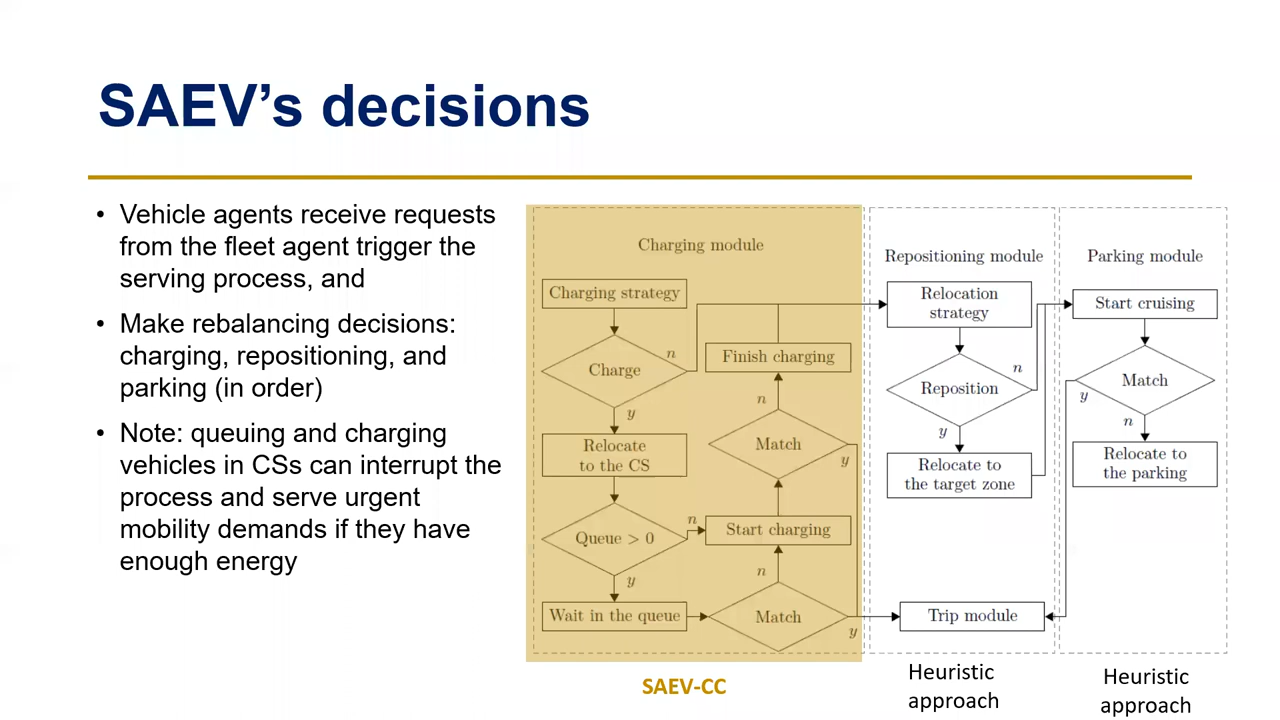 SAEV’s decisions
• Vehicle agents receive requests
from the fleet agent trigger the
serving process, and
• Make rebalancing decisions:
charging, repositioning, and
parking (in order)
• Note: queuing and charging
vehicles in CSs can interrupt the
process and serve urgent
mobility demands if they have
enough energy
Charging module
Charging strategy
Charge
n
y
Relocate
to the CS
Queue > 0
n
y
Wait in the queue
Finish charging
n
Match
y
Start charging
n
Match
y
Repositioning module
Relocation
strategy
Reposition
n
y
Relocate to
the target zone
Trip module
Parking module
Start cruising
Match
y
n
Relocate to
the parking
SAEV-CC
Heuristic
approach
Heuristic
approach